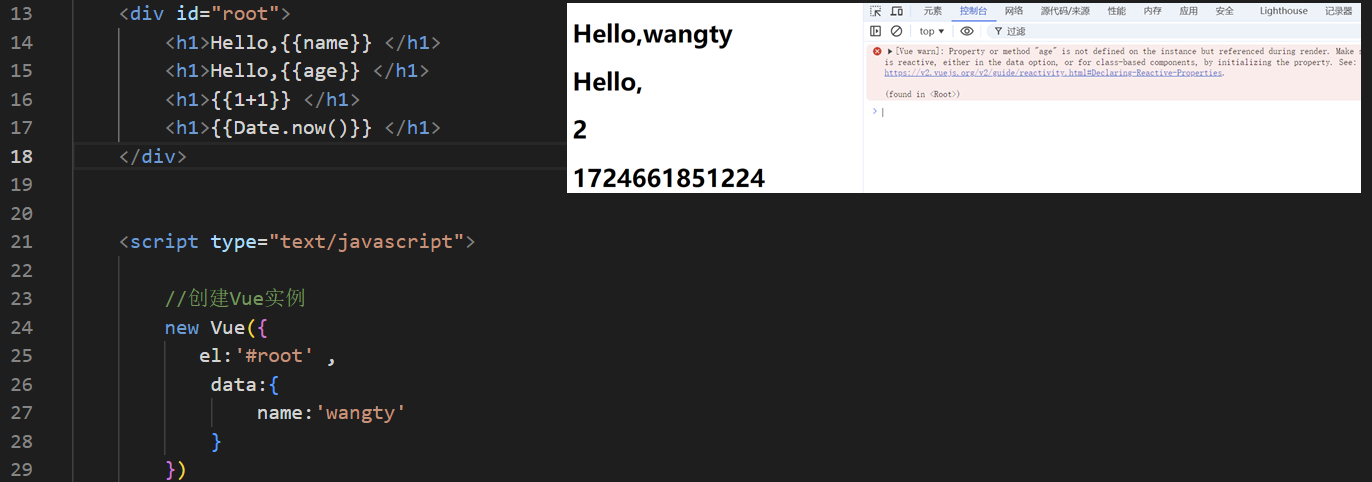 13 <div id="root">
14 <h1>Hello,{{name}} </h1>
15 <h1>Hello,{{age}} </h1>
16 <h1>{{1+1}} </h1>
17 <h1>{{Date.now()}} </h1>
18 </div>
19
20
21 <script type="text/javascript">
22
23 //创建Vue实例
24 new Vue({
25 el:'#root' ,
26 data:{
27 name:'wangty'
28 }
29 })
Hello,wangty
Hello,
2
1724661851224
元素 控制台 网络 源代码/来源 性能 内存 应用 安全 Lighthouse 记录器
top ▼ 过滤
▶[Vue warn]: Property or method "age" is not defined on the instance but referenced during render. Make s
is reactive, either in the data option, or for class-based components, by initializing the property. See:
https://v2.vuejs.org/v2/guide/reactivity.html#Declaring-Reactive-Properties.
(found in <Root>)
>